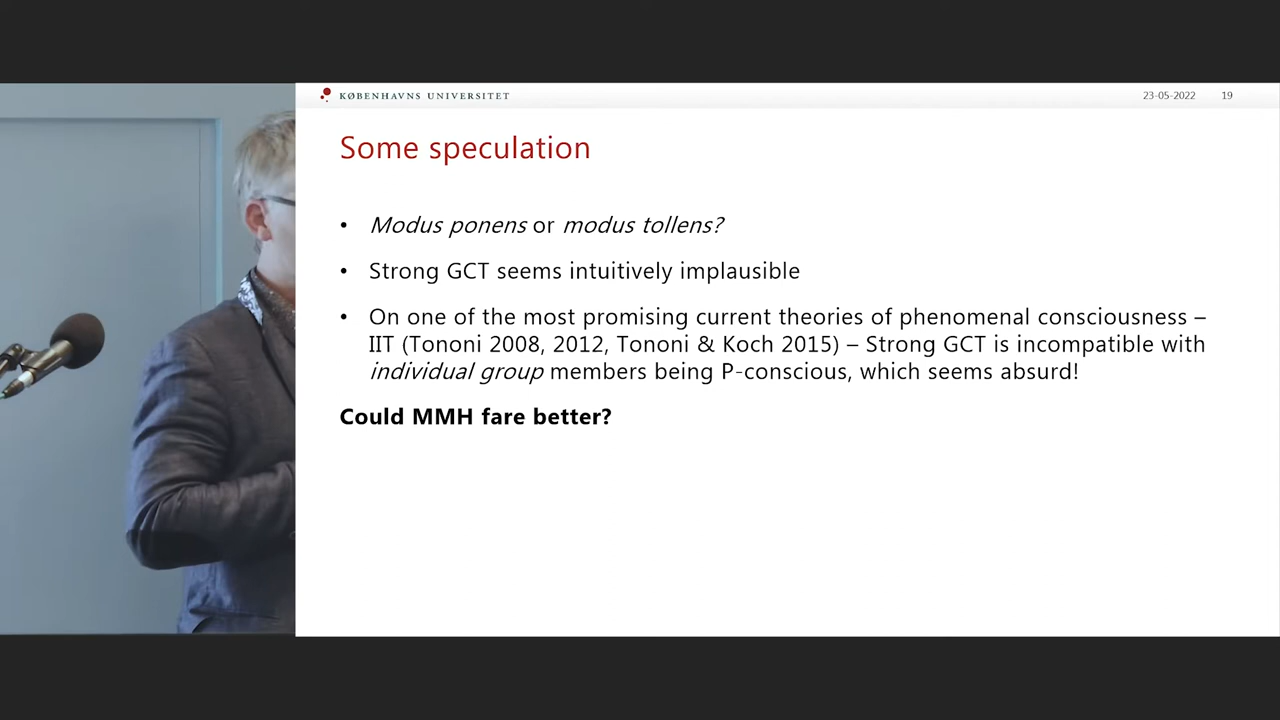 KØBENHAVNS UNIVERSITET
23-05-2022 19
Some speculation
• Modus ponens or modus tollens?
• Strong GCT seems intuitively implausible
• On one of the most promising current theories of phenomenal consciousness –
IIT (Tononi 2008, 2012, Tononi & Koch 2015) – Strong GCT is incompatible with
individual group members being P-conscious, which seems absurd!
Could MMH fare better?